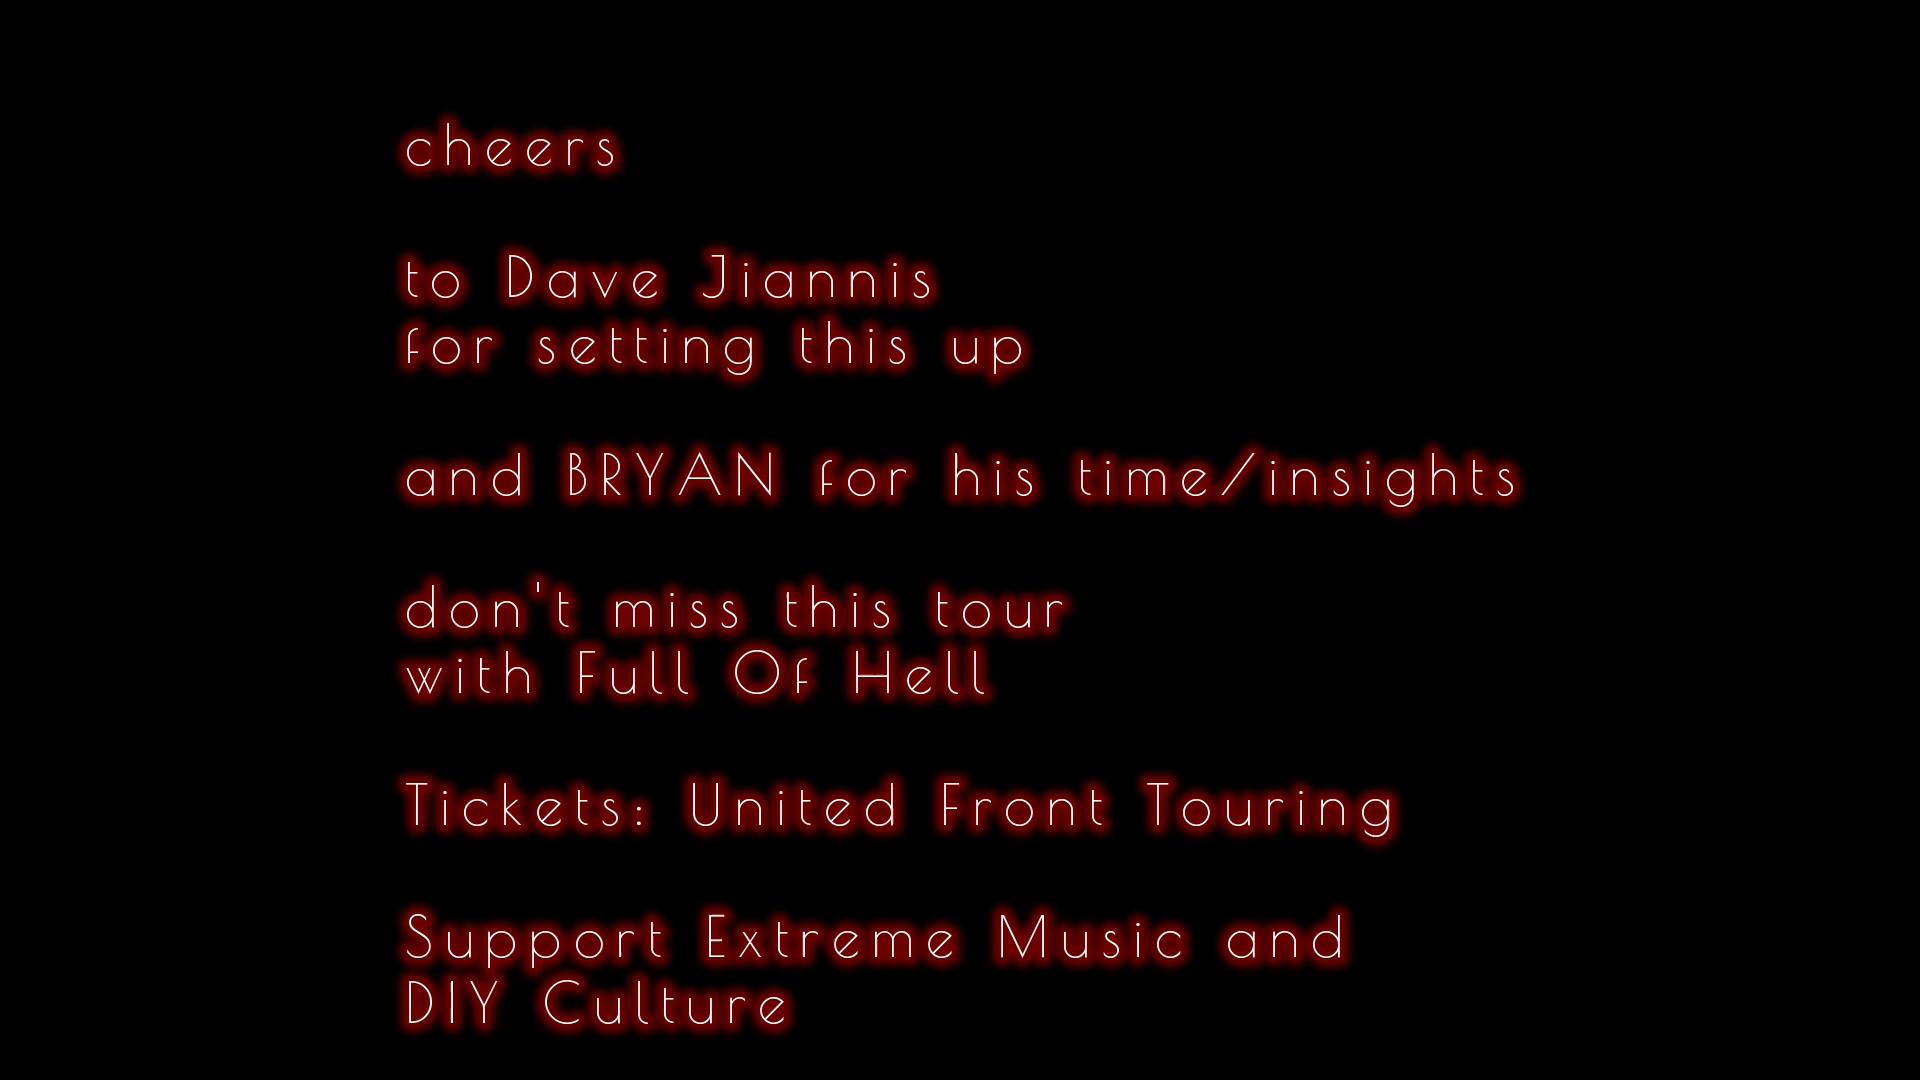 cheers
to Dave Jiannis
for setting this up
and BRYAN for his time/insights
don't miss this tour
with Full Of Hell
Tickets: United Front Touring
Support Extreme Music and
DIY Culture